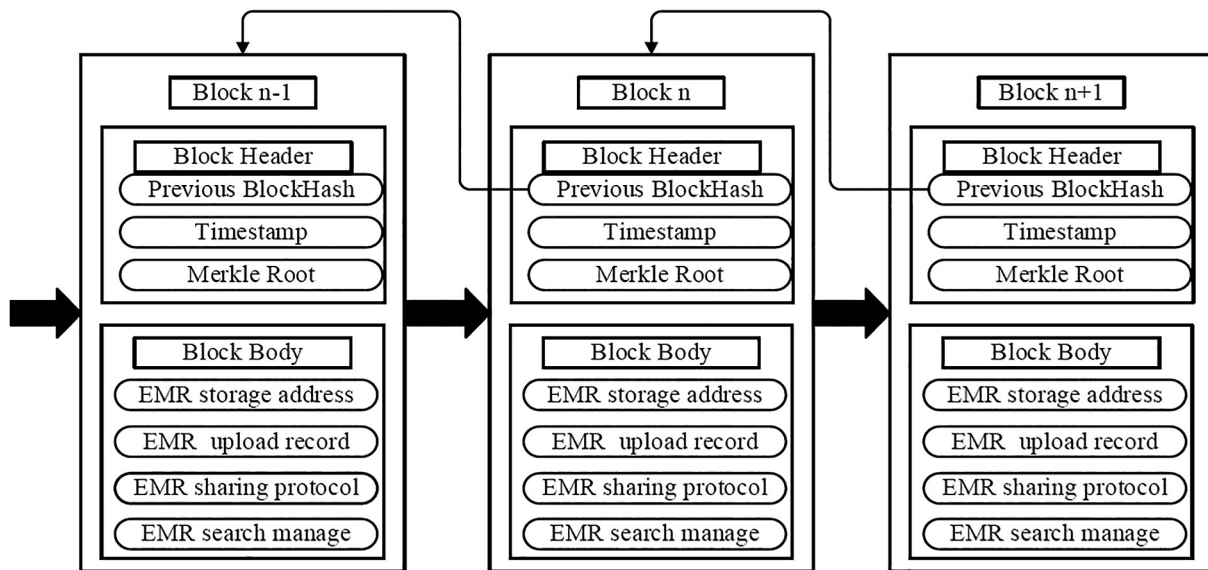 Block n-1
Block Header
Previous BlockHash
Timestamp
Merkle Root
Block Body
EMR storage address
EMR upload record
EMR sharing protocol
EMR search manage
Block n
Block Header
Previous BlockHash
Timestamp
Merkle Root
Block Body
EMR storage address
EMR upload record
EMR sharing protocol
EMR search manage
Block n+1
Block Header
Previous BlockHash
Timestamp
Merkle Root
Block Body
EMR storage address
EMR upload record
EMR sharing protocol
EMR search manage